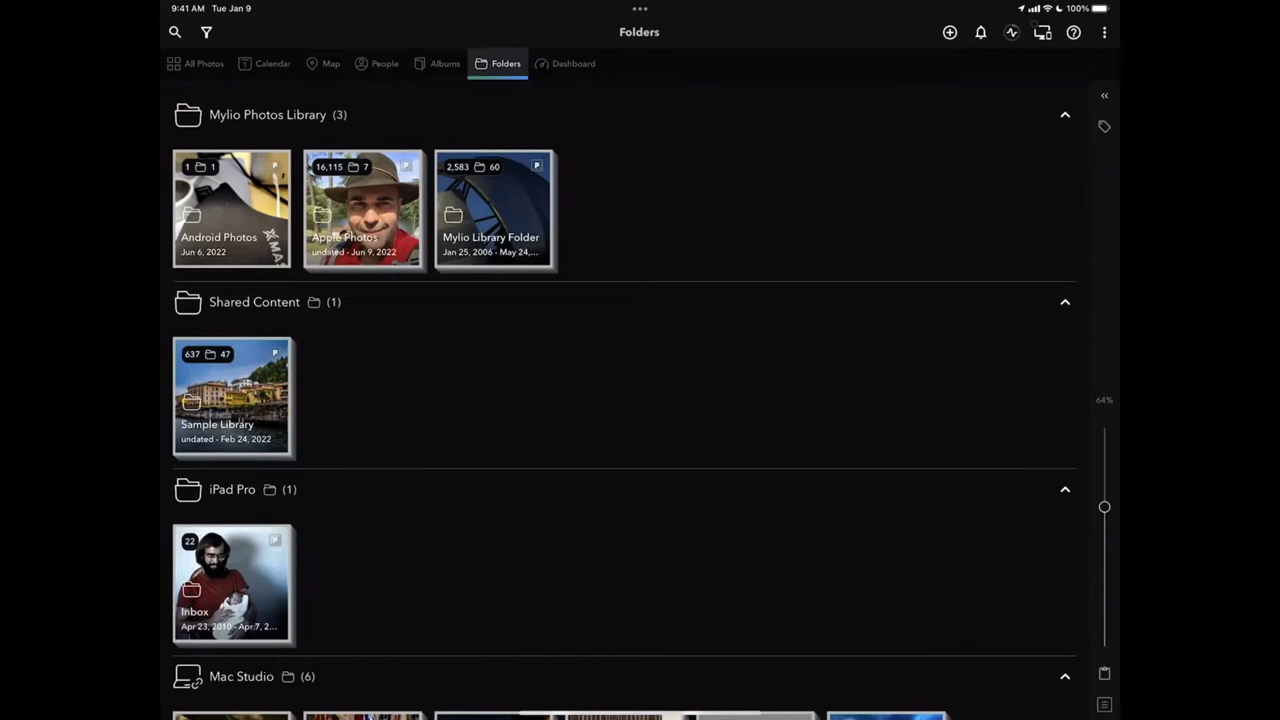 9:41 AM Tue Jan 9
100%
Folders
All Photos
Calendar
Map
People
Albums
Folders
Dashboard
Mylio Photos Library (3)
1 1
P
Android Photos
Jun 6, 2022
16,115 7
P
Apple Photos
undated - Jun 9, 2022
2,583 60
P
Mylio Library Folder
Jan 25, 2006 - May 24,...
Shared Content (1)
637 47
P
Sample Library
undated - Feb 24, 2022
64%
iPad Pro (1)
22
P
Inbox
Apr 23, 2010 - Apr 7, 2...
Mac Studio (6)